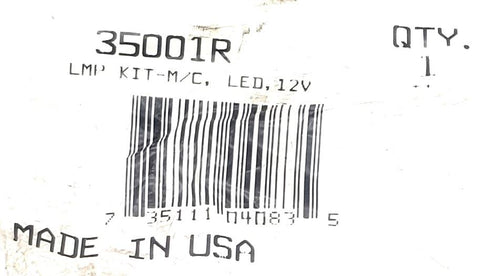 35001R
QTY.
1
LMP KIT-M/C, LED, 12V
7 35111 04083 5
MADE IN USA